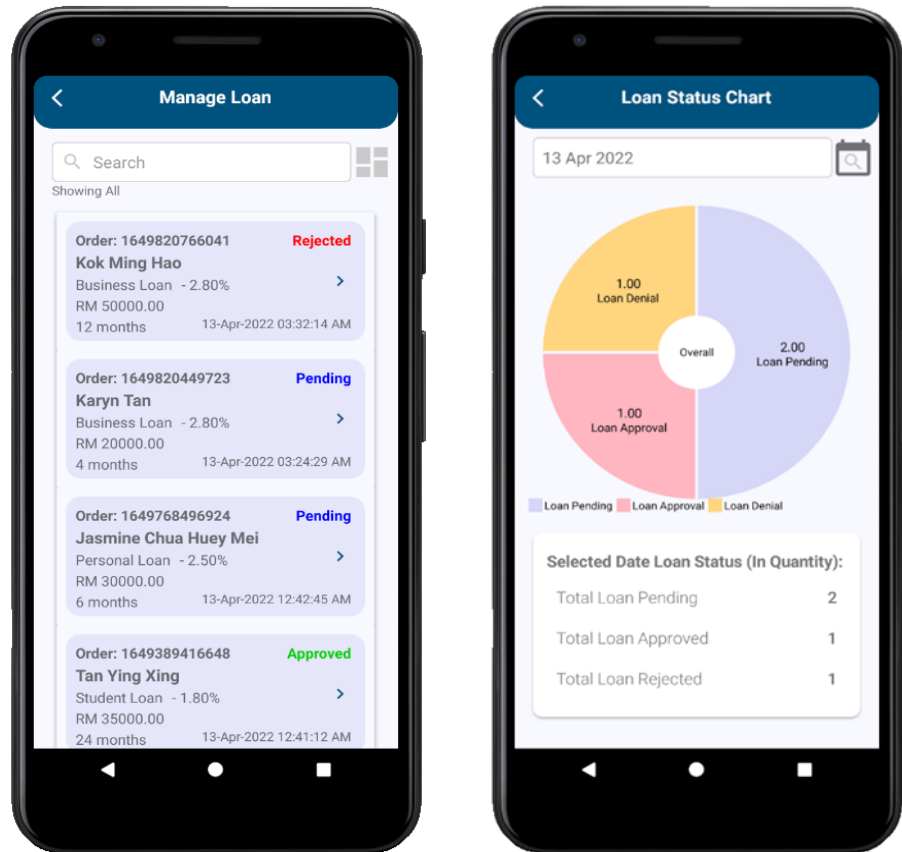 Manage Loan
Search
Showing All
Order: 1649820766041 Rejected
Kok Ming Hao
Business Loan - 2.80%
RM 50000.00
12 months 13-Apr-2022 03:32:14 AM
Order: 1649820449723 Pending
Karyn Tan
Business Loan - 2.80%
RM 20000.00
4 months 13-Apr-2022 03:24:29 AM
Order: 1649768496924 Pending
Jasmine Chua Huey Mei
Personal Loan - 2.50%
RM 30000.00
6 months 13-Apr-2022 12:42:45 AM
Order: 1649389416648 Approved
Tan Ying Xing
Student Loan - 1.80%
RM 35000.00
24 months 13-Apr-2022 12:41:12 AM
Loan Status Chart
13 Apr 2022
1.00
Loan Denial
Overall
2.00
Loan Pending
1.00
Loan Approval
Loan Pending Loan Approval Loan Denial
Selected Date Loan Status (In Quantity):
Total Loan Pending 2
Total Loan Approved 1
Total Loan Rejected 1